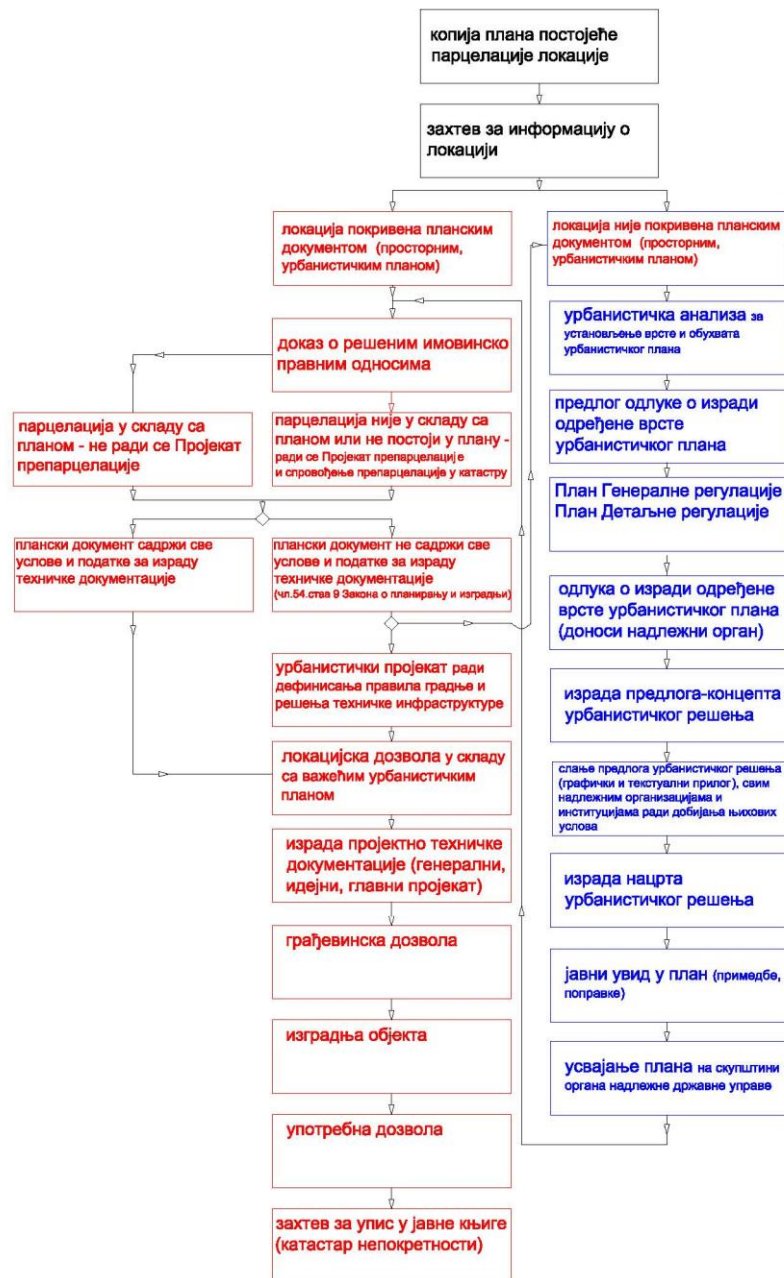 копија плана постојеће
парцелације локације
захтев за информацију о
локацији
локација покривена планским
документом (просторним,
урбанистичким планом)
локација није покривена планским
документом (просторним,
урбанистичким планом)
доказ о решеним имовинско
правним односима
парцелација у складу са
планом - не ради се Пројекат
препарцелације
парцелација није у складу са
планом или не постоји у плану -
ради се Пројекат препарцелације
и спровођење препарцелације у катастру
плански документ садржи све
услове и податке за израду
техничке документације
плански документ не садржи све
услове и податке за израду
техничке документације
(чл.54.става 9 Закона о планирању и изградњи)
урбанистички пројекат ради
дефинисања правила градње и
решења техничке инфраструктуре
локацијска дозвола у складу
са важећим урбанистичким
планом
израда пројектно техничке
документације (генерални,
идејни, главни пројекат)
грађевинска дозвола
изградња објекта
употребна дозвола
захтев за упис у јавне књиге
(катастар непокретности)
урбанистичка анализа за
установљење врсте и обухвата
урбанистичког плана
предлог одлуке о изради
одређене врсте
урбанистичког плана
План Генералне регулације
План Детаљне регулације
одлука о изради одређене
врсте урбанистичког плана
(доноси надлежни орган)
израда предлога-концепта
урбанистичког решења
слање предлога урбанистичког решења
(графички и текстуални прилог), свим
надлежним организацијама и
институцијама ради добијања њихових
услова
израда нацрта
урбанистичког решења
јавни увид у план (примедбе,
поправке)
усвајање плана на скупштини
органа надлежне државне управе